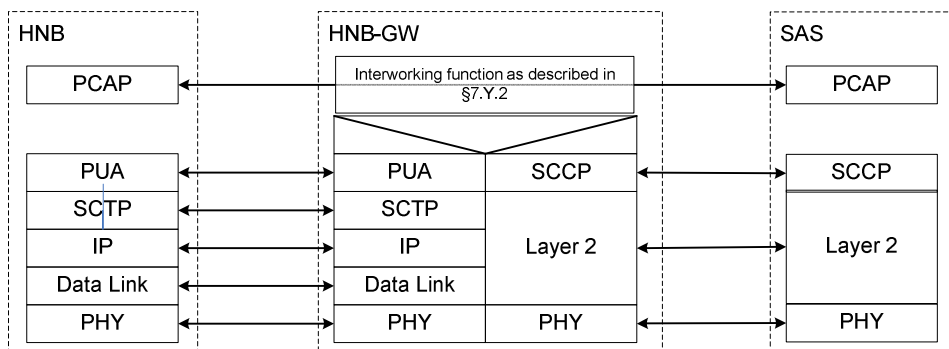 HNB
HNB-GW
SAS
PCAP
Interworking function as described in
§7.Y.2
PCAP
PUA
PUA
SCCP
SCCP
SCTP
SCTP
IP
IP
Layer 2
Layer 2
Data Link
Data Link
PHY
PHY
PHY
PHY